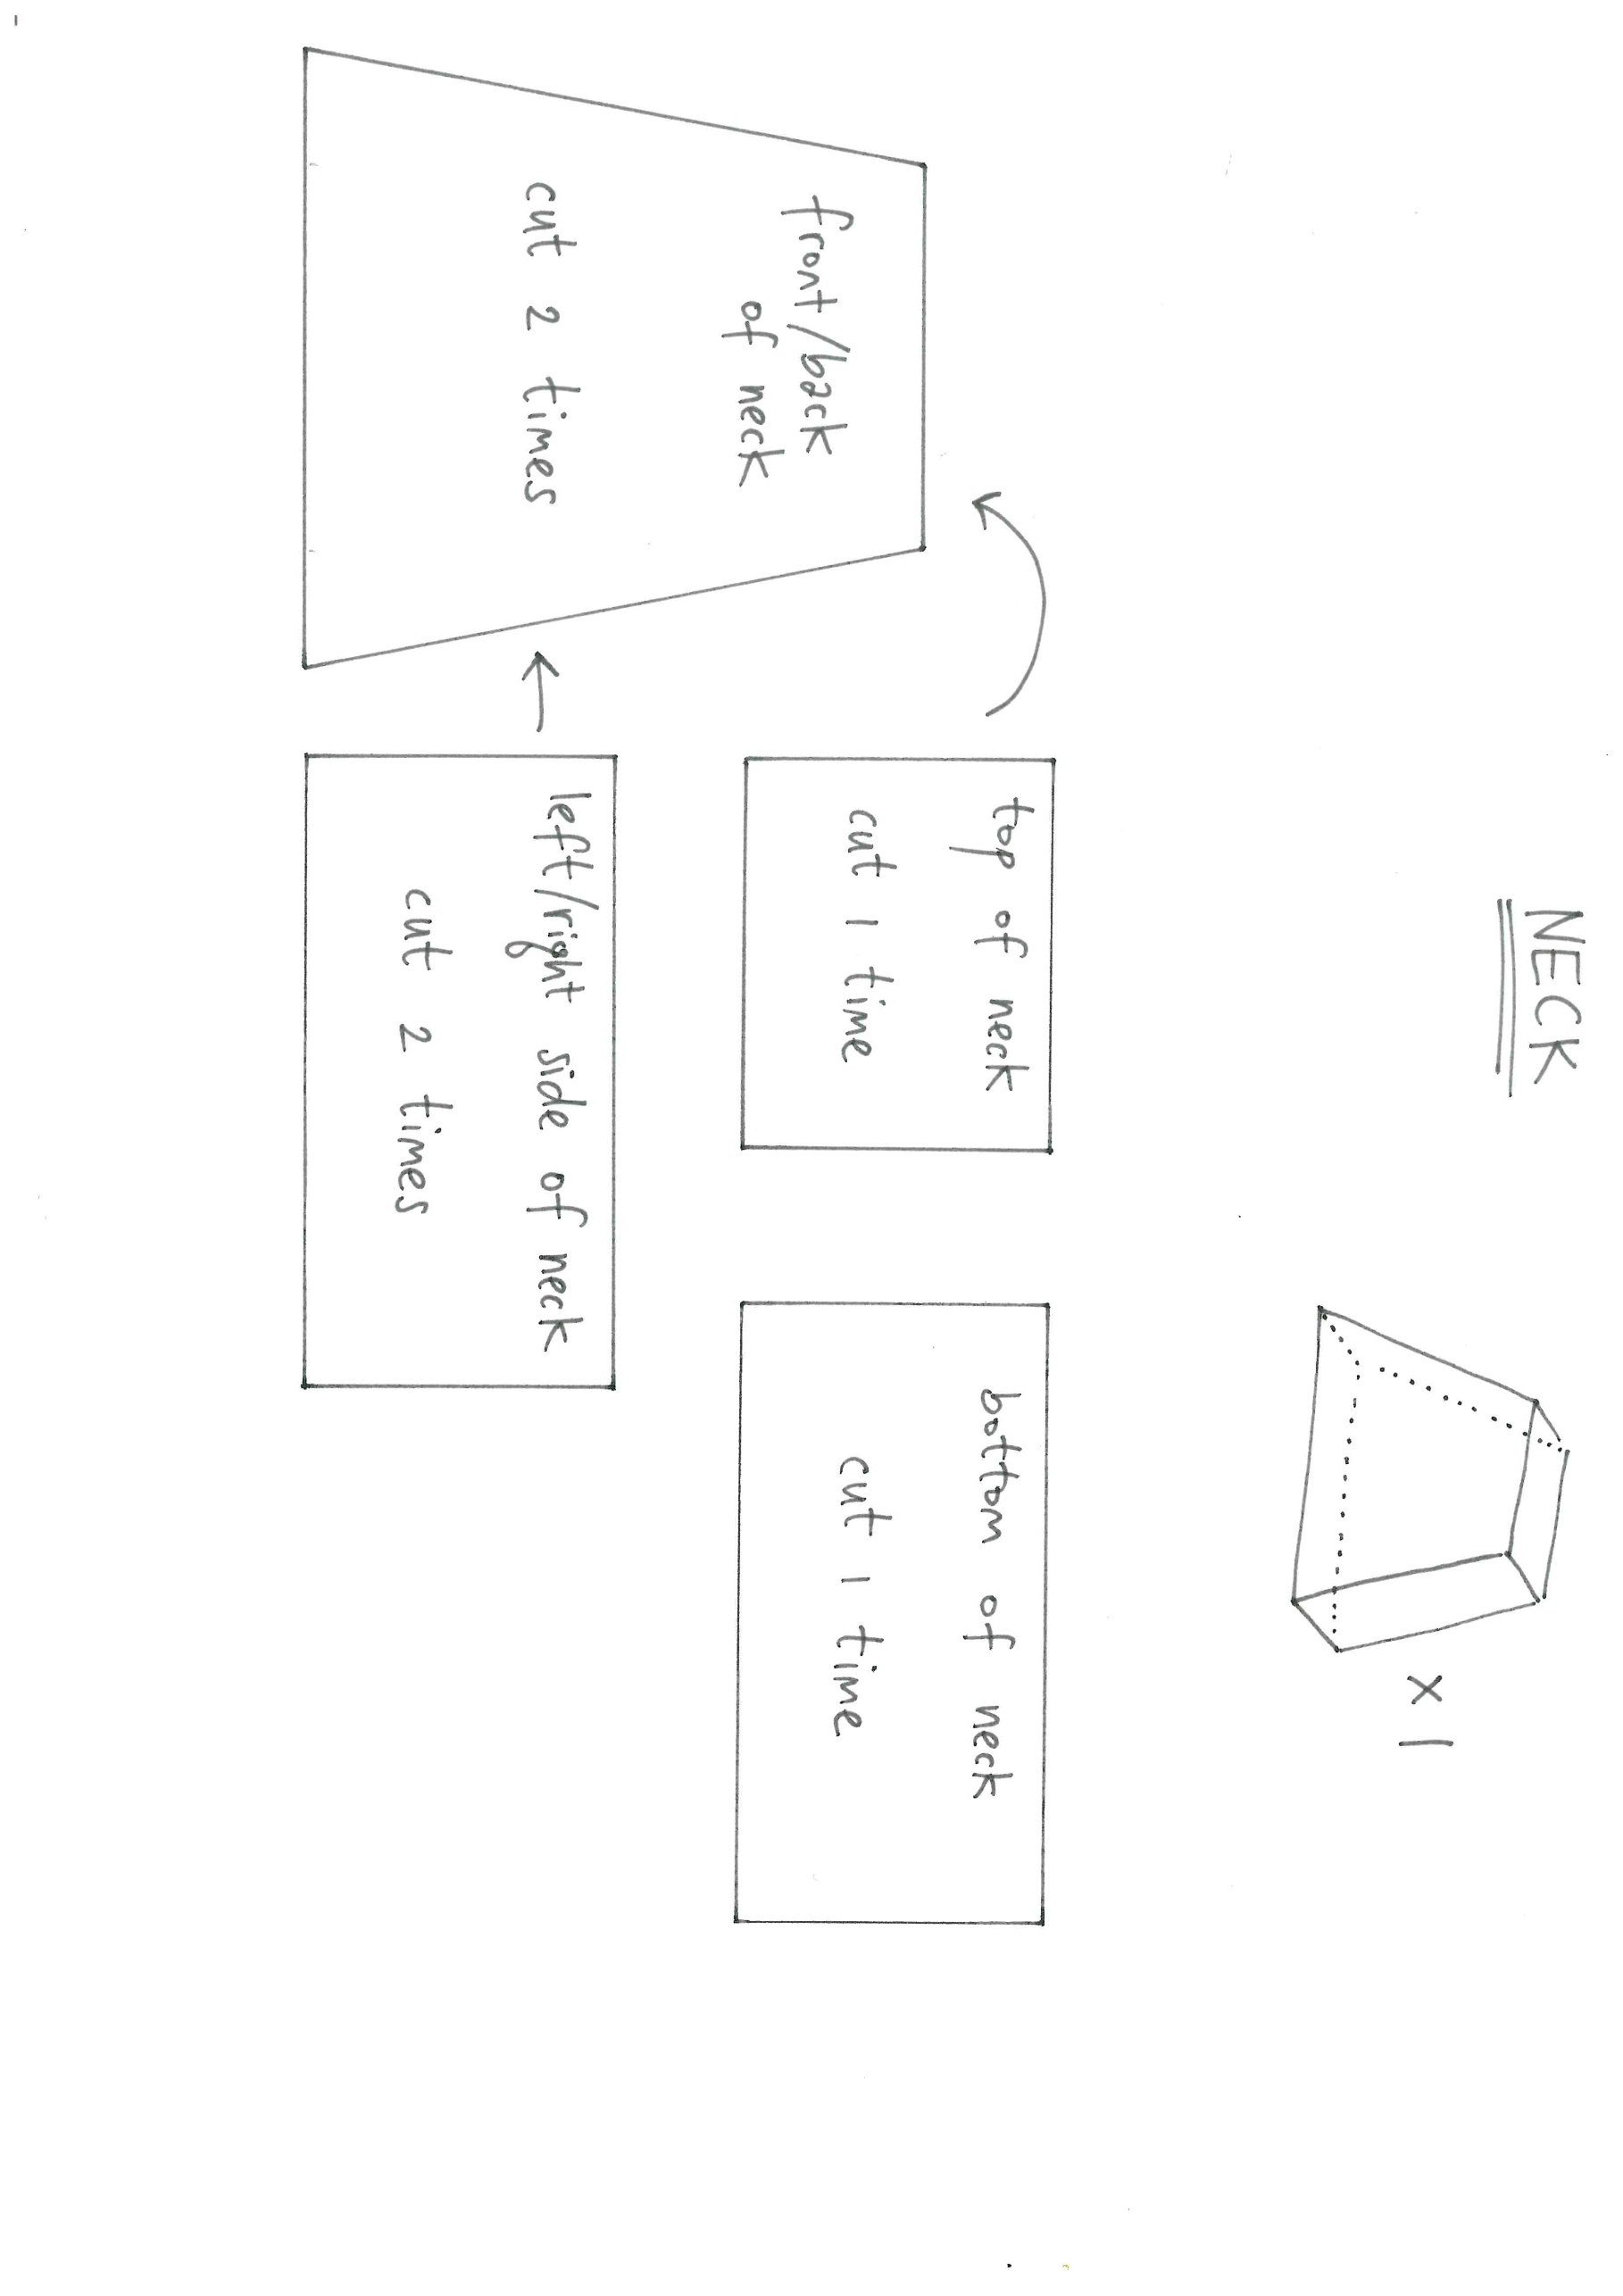 NECK
x 1
front/back
of neck
cut 2 times
top of neck
cut 1 time
bottom of neck
cut 1 time
left/right side of neck
cut 2 times